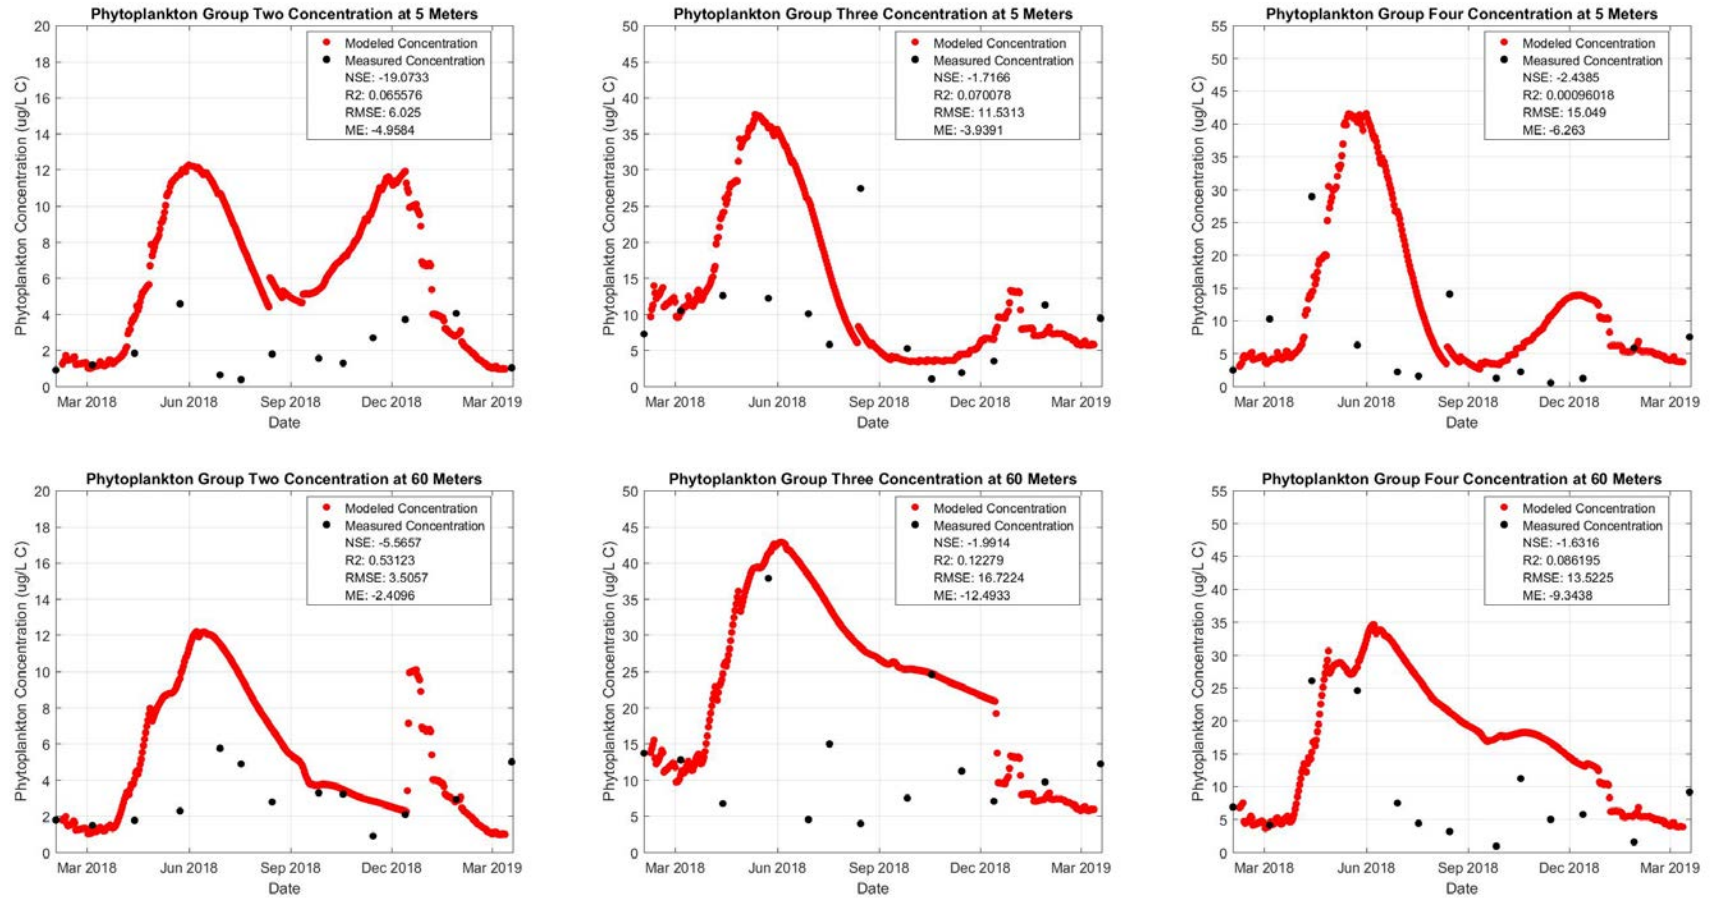 Phytoplankton Group Two Concentration at 5 Meters
20
18
16
14
12
10
8
6
4
2
0
Phytoplankton Concentration (ug/L C)
Modeled Concentration
Measured Concentration
NSE: -19.0733
R2: 0.065576
RMSE: 6.025
ME: -4.9584
Mar 2018 Jun 2018 Sep 2018 Dec 2018 Mar 2019
Date
Phytoplankton Group Three Concentration at 5 Meters
50
45
40
35
30
25
20
15
10
5
0
Phytoplankton Concentration (ug/L C)
Modeled Concentration
Measured Concentration
NSE: -1.7166
R2: 0.070078
RMSE: 11.5313
ME: -3.9391
Mar 2018 Jun 2018 Sep 2018 Dec 2018 Mar 2019
Date
Phytoplankton Group Four Concentration at 5 Meters
55
50
45
40
35
30
25
20
15
10
5
0
Phytoplankton Concentration (ug/L C)
Modeled Concentration
Measured Concentration
NSE: -2.4385
R2: 0.00096018
RMSE: 15.049
ME: -6.263
Mar 2018 Jun 2018 Sep 2018 Dec 2018 Mar 2019
Date
Phytoplankton Group Two Concentration at 60 Meters
20
18
16
14
12
10
8
6
4
2
0
Phytoplankton Concentration (ug/L C)
Modeled Concentration
Measured Concentration
NSE: -5.5657
R2: 0.53123
RMSE: 3.5057
ME: -2.4096
Mar 2018 Jun 2018 Sep 2018 Dec 2018 Mar 2019
Date
Phytoplankton Group Three Concentration at 60 Meters
50
45
40
35
30
25
20
15
10
5
0
Phytoplankton Concentration (ug/L C)
Modeled Concentration
Measured Concentration
NSE: -1.9914
R2: 0.12279
RMSE: 16.7224
ME: -12.4933
Mar 2018 Jun 2018 Sep 2018 Dec 2018 Mar 2019
Date
Phytoplankton Group Four Concentration at 60 Meters
55
50
45
40
35
30
25
20
15
10
5
0
Phytoplankton Concentration (ug/L C)
Modeled Concentration
Measured Concentration
NSE: -1.6316
R2: 0.086195
RMSE: 13.5225
ME: -9.3438
Mar 2018 Jun 2018 Sep 2018 Dec 2018 Mar 2019
Date